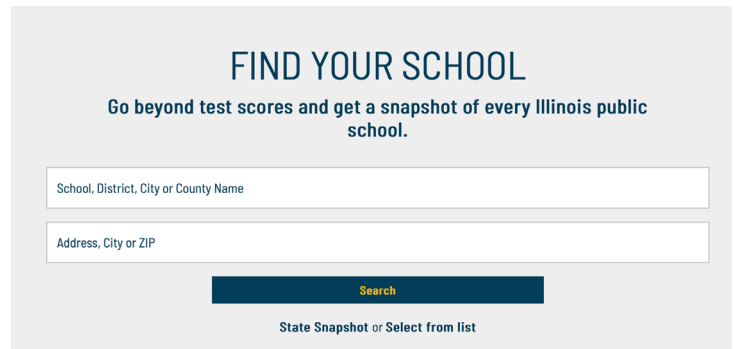 FIND YOUR SCHOOL
Go beyond test scores and get a snapshot of every Illinois public
school.
School, District, City or County Name
Address, City or ZIP
Search
State Snapshot or Select from list